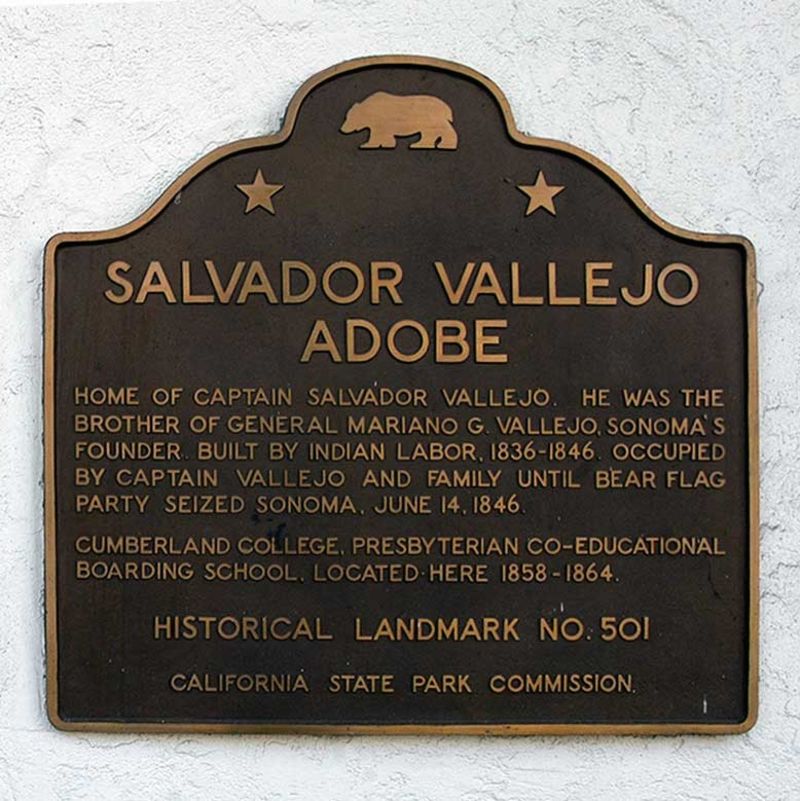 SALVADOR VALLEJO
ADOBE
HOME OF CAPTAIN SALVADOR VALLEJO. HE WAS THE
BROTHER OF GENERAL MARIANO G. VALLEJO, SONOMA'S
FOUNDER. BUILT BY INDIAN LABOR, 1836-1846. OCCUPIED
BY CAPTAIN VALLEJO AND FAMILY UNTIL BEAR FLAG
PARTY SEIZED SONOMA, JUNE 14, 1846.
CUMBERLAND COLLEGE, PRESBYTERIAN CO-EDUCATIONAL
BOARDING SCHOOL, LOCATED HERE 1858-1864.
HISTORICAL LANDMARK NO. 501
CALIFORNIA STATE PARK COMMISSION.